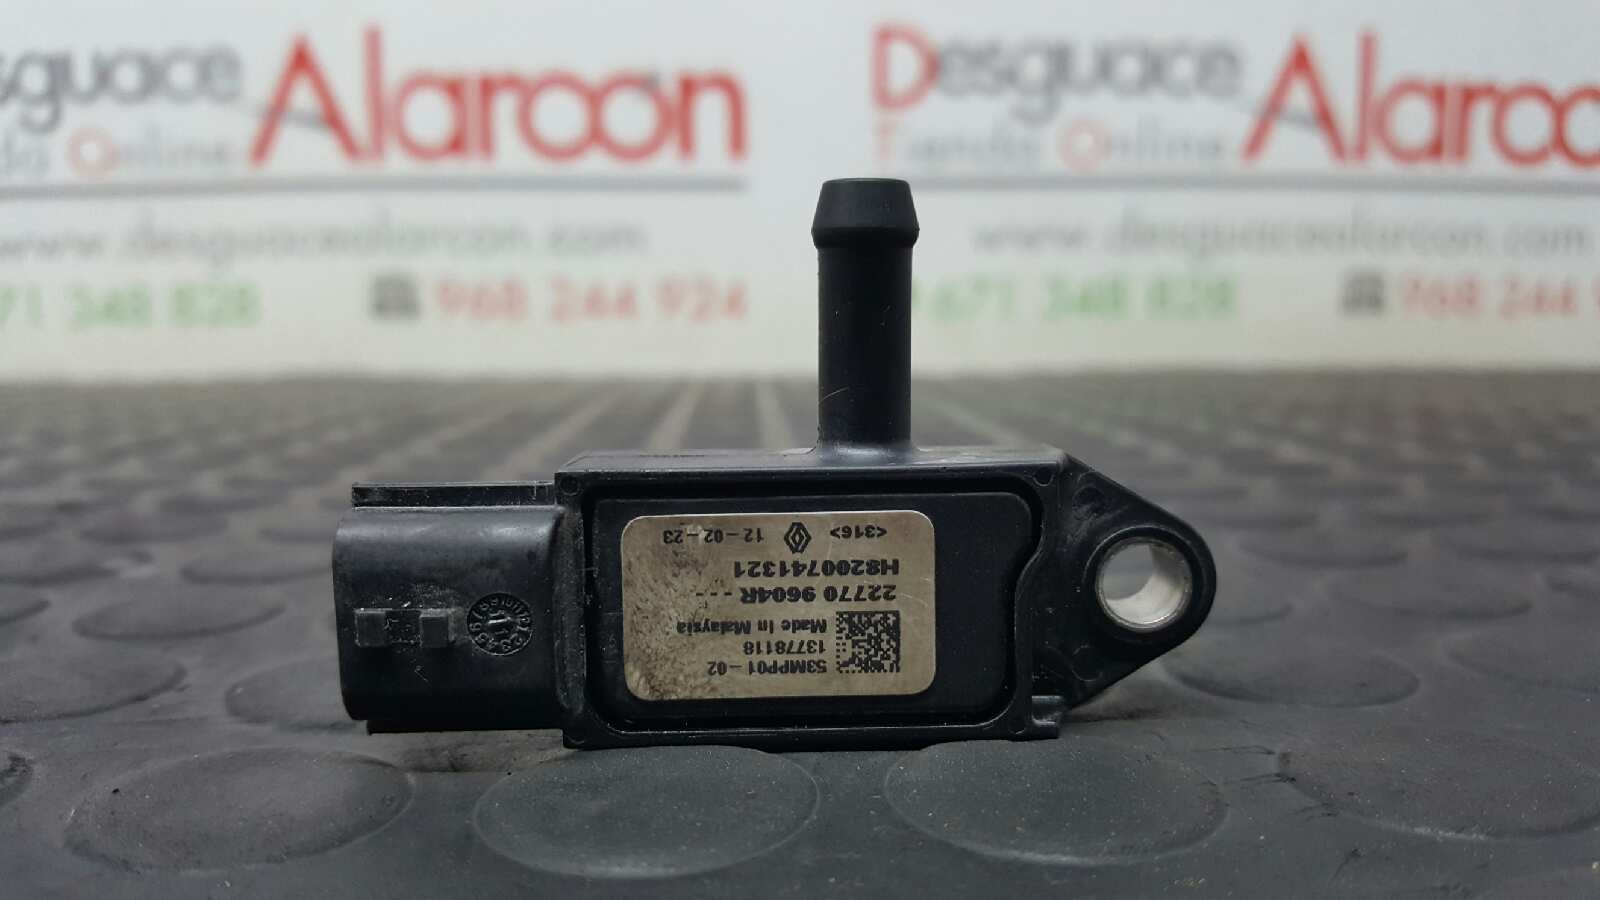 Desguace Alarcon
Tienda Online
www.desguacealarcon.com
671 348 828 968 244 924
Desguace Alarcon
Tienda Online
www.desguacealarcon.com
671 348 828 968 244
53MPP01-02
13778118
Made In Malaysia
22770 9604R ---
H8200741321
<316> 12-02-23